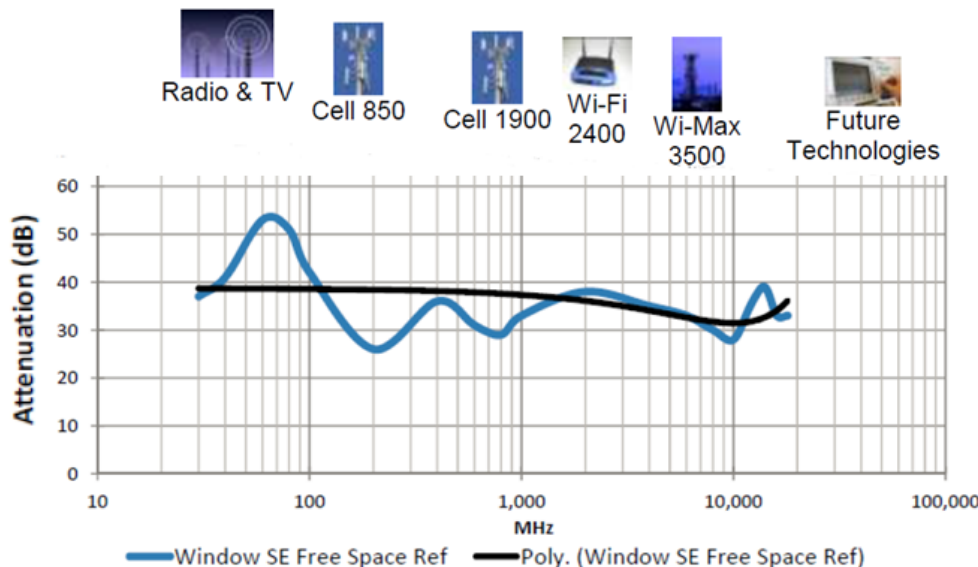 Radio & TV
Cell 850
Cell 1900
Wi-Fi
2400
Wi-Max
3500
Future
Technologies
Attenuation (dB)
60
50
40
30
20
10
0
10
100
1,000
10,000
100,000
MHz
Window SE Free Space Ref
Poly. (Window SE Free Space Ref)